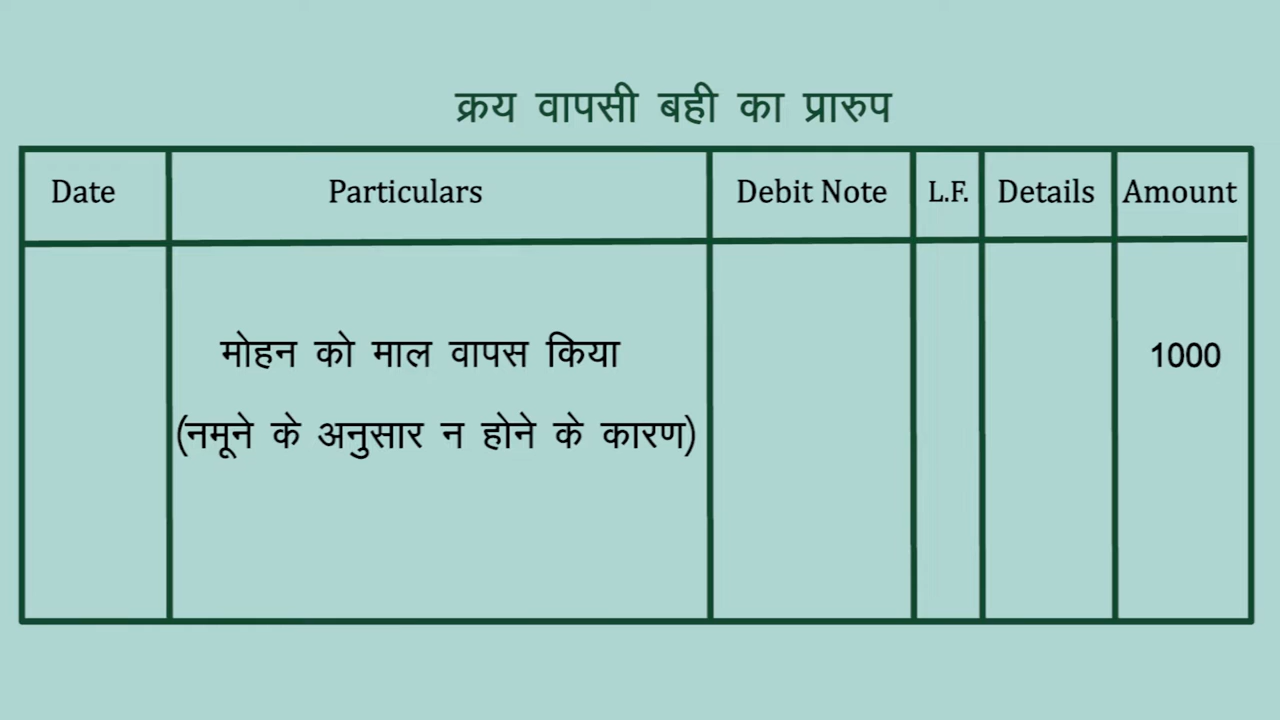 क्रय वापसी बही का प्रारुप
Date Particulars Debit Note L.F. Details Amount
मोहन को माल वापस किया 1000
(नमूने के अनुसार न होने के कारण)